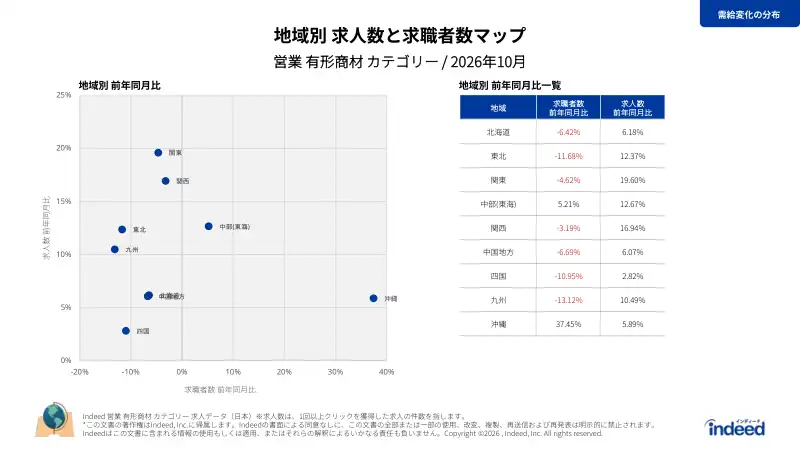 需給変化の分布
地域別 求人数と求職者数マップ
営業 有形商材 カテゴリー / 2026年10月
地域別 前年同月比
25%
20%
15%
10%
5%
0%
-20%
-10%
0%
10%
20%
30%
40%
求人数 前年同月比
求職者数 前年同月比
関東
関西
中部(東海)
東北
九州
沖縄
四国
地域別 前年同月比一覧
地域 求職者数 前年同月比 求人数 前年同月比
北海道 -6.42% 6.18%
東北 -11.68% 12.37%
関東 -4.62% 19.60%
中部(東海) 5.21% 12.67%
関西 -3.19% 16.94%
中国地方 -6.69% 6.07%
四国 -10.95% 2.82%
九州 -13.12% 10.49%
沖縄 37.45% 5.89%
Indeed 営業 有形商材 カテゴリー 求人データ（日本）※求人数は、1回以上クリックを獲得した求人の件数を指します。
*この文書の著作権はIndeed, Inc.に帰属します。Indeedの書面による同意なしに、この文書の全部または一部の使用、改変、複製、再送信および再発表は明示的に禁止されます。
Indeedはこの文書に含まれる情報の使用もしくは適用、またはそれらの解釈によるいかなる責任も負いません。Copyright ©2026 , Indeed, Inc. All rights reserved.
インディード
indeed